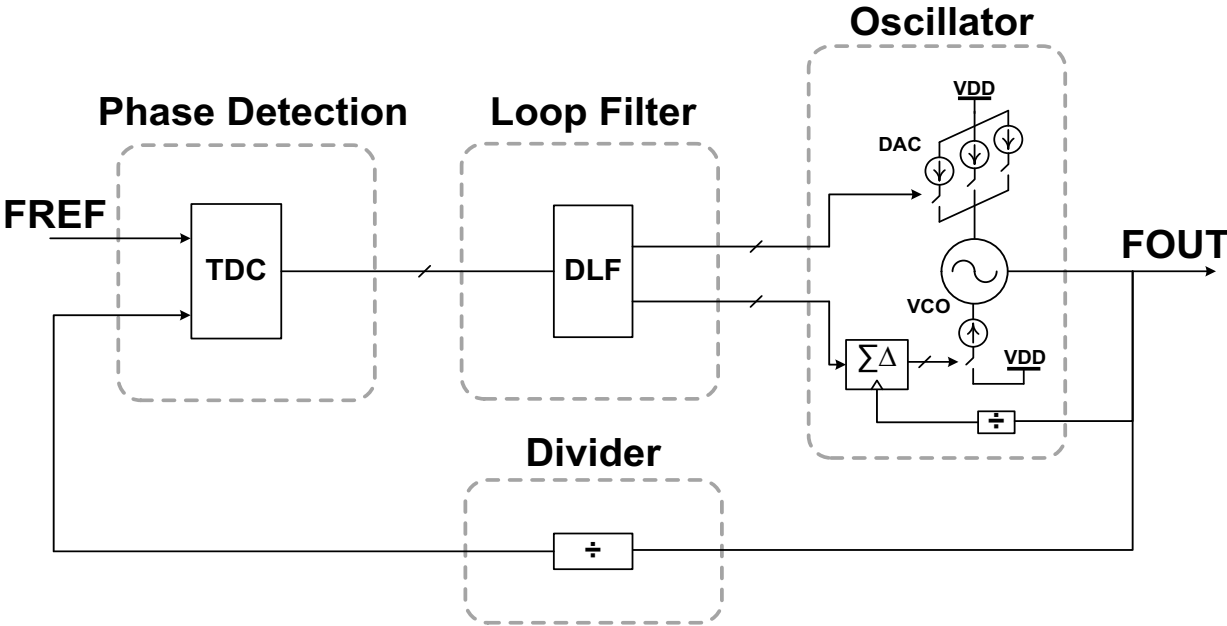 Oscillator
Phase Detection
Loop Filter
VDD
DAC
FREF
TDC
DLF
FOUT
VCO
∑Δ
VDD
÷
Divider
÷